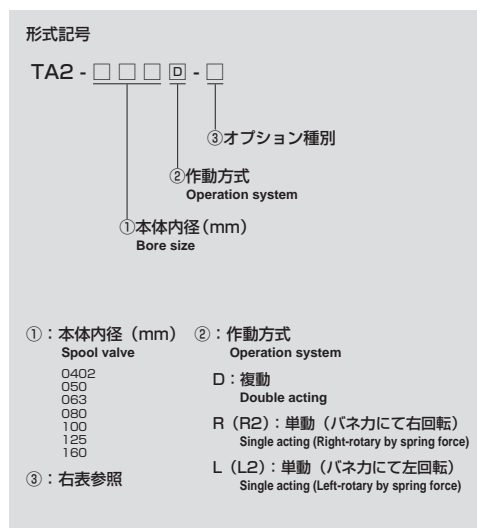 形式記号
TA2 - □ □ □ D - □
③オプション種別
②作動方式
Operation system
①本体内径(mm)
Bore size
①:本体内径(mm)
Spool valve
0402
050
063
080
100
125
160
③:右表参照
②:作動方式
Operation system
D:複動
Double acting
R(R2):単動(バネ力にて右回転)
Single acting (Right-rotary by spring force)
L(L2):単動(バネ力にて左回転)
Single acting (Left-rotary by spring force)